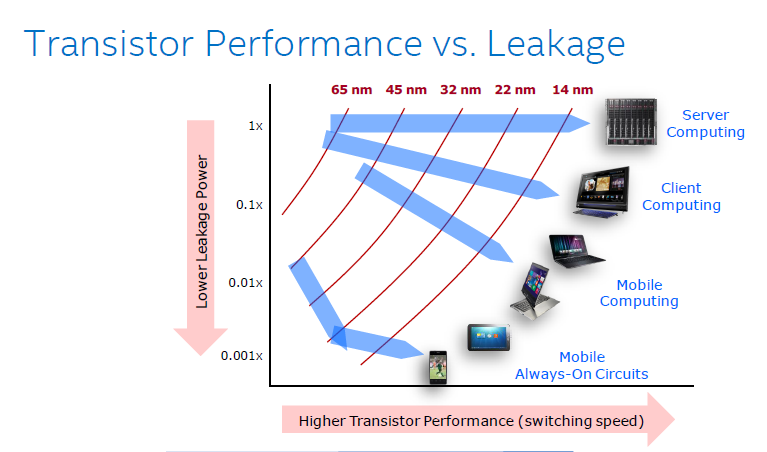 Transistor Performance vs. Leakage
65 nm 45 nm 32 nm 22 nm 14 nm
Server
Computing
1x
Client
Computing
0.1x
Lower Leakage Power
0.01x
Mobile
Computing
0.001x
Mobile
Always-On Circuits
Higher Transistor Performance (switching speed)